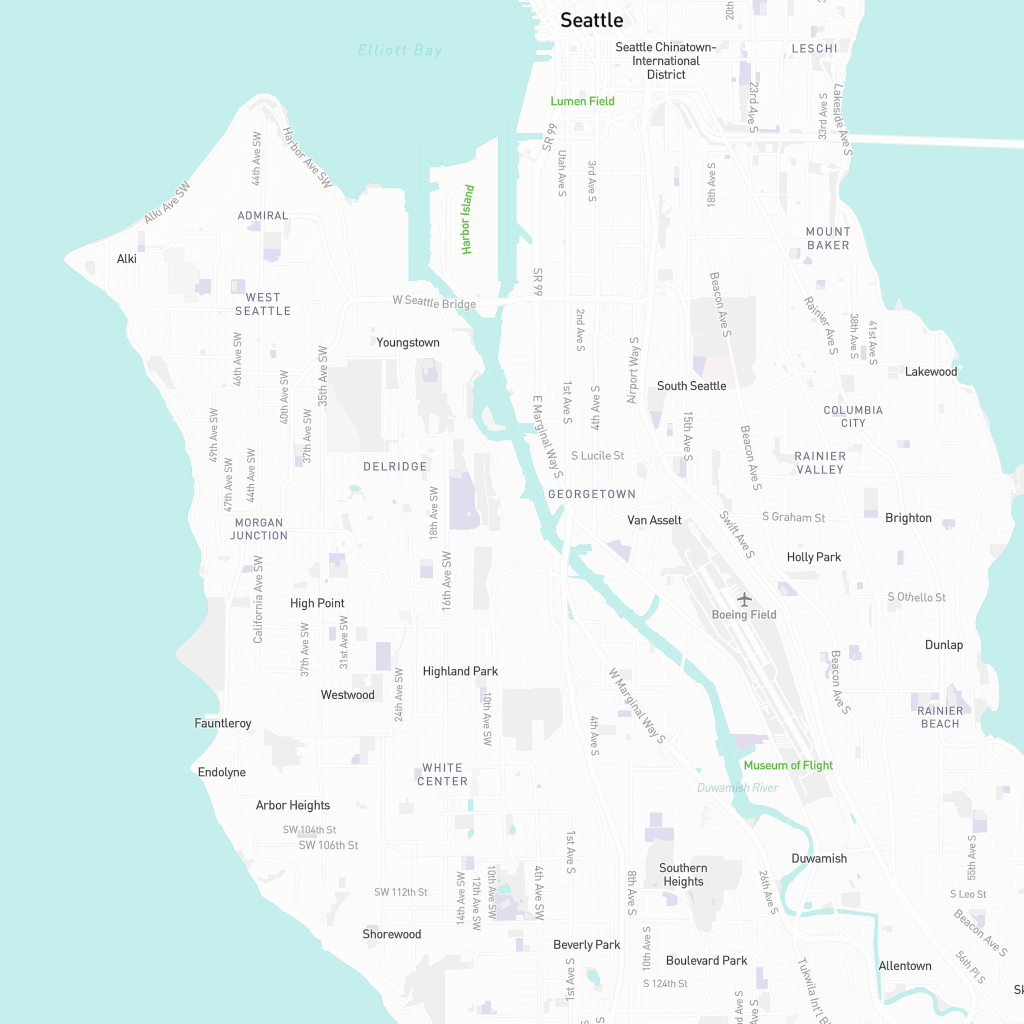 Seattle
20th
Elliott Bay
Seattle Chinatown-
International
District
LESCHI
Lumen Field
23rd Ave S
33rd Ave S
Lakeside Ave S
SR 99
Utah Ave S
3rd Ave S
18th Ave S
44th Ave SW
Harbor Ave SW
Alki Ave SW
Harbor Island
ADMIRAL
Alki
MOUNT
BAKER
WEST
SEATTLE
W Seattle Bridge
SR 99
Beacon Ave S
Rainier Ave S
38th Ave S
41st Ave S
2nd Ave S
Airport Way S
Youngstown
46th Ave SW
35th Ave SW
40th Ave SW
Lakewood
South Seattle
1st Ave S
4th Ave S
E Marginal Way S
15th Ave S
COLUMBIA
CITY
49th Ave SW
37th Ave SW
Beacon Ave S
S Lucile St
RAINIER
VALLEY
DELRIDGE
47th Ave SW
44th Ave SW
18th Ave SW
GEORGETOWN
Van Asselt
Swift Ave S
S Graham St
Brighton
MORGAN
JUNCTION
Holly Park
California Ave SW
16th Ave SW
High Point
Boeing Field
S Othello St
37th Ave SW
31st Ave SW
Dunlap
Highland Park
24th Ave SW
Westwood
10th Ave SW
W Marginal Way S
4th Ave S
Beacon Ave S
RAINIER
BEACH
Fauntleroy
Endolyne
WHITE
CENTER
Museum of Flight
Duwamish River
Arbor Heights
SW 104th St
SW 106th St
1st Ave S
Duwamish
55th Ave S
Southern
Heights
SW 112th St
14th Ave SW
12th Ave SW
10th Ave SW
4th Ave SW
8th Ave S
26th Ave S
S Leo St
Beacon Ave S
Shorewood
Beverly Park
10th Ave S
Boulevard Park
Allentown
56th Pl S
1st Ave S
S 124th St
Tukwila Int'l B
Sk
nd Ave S
Ave S